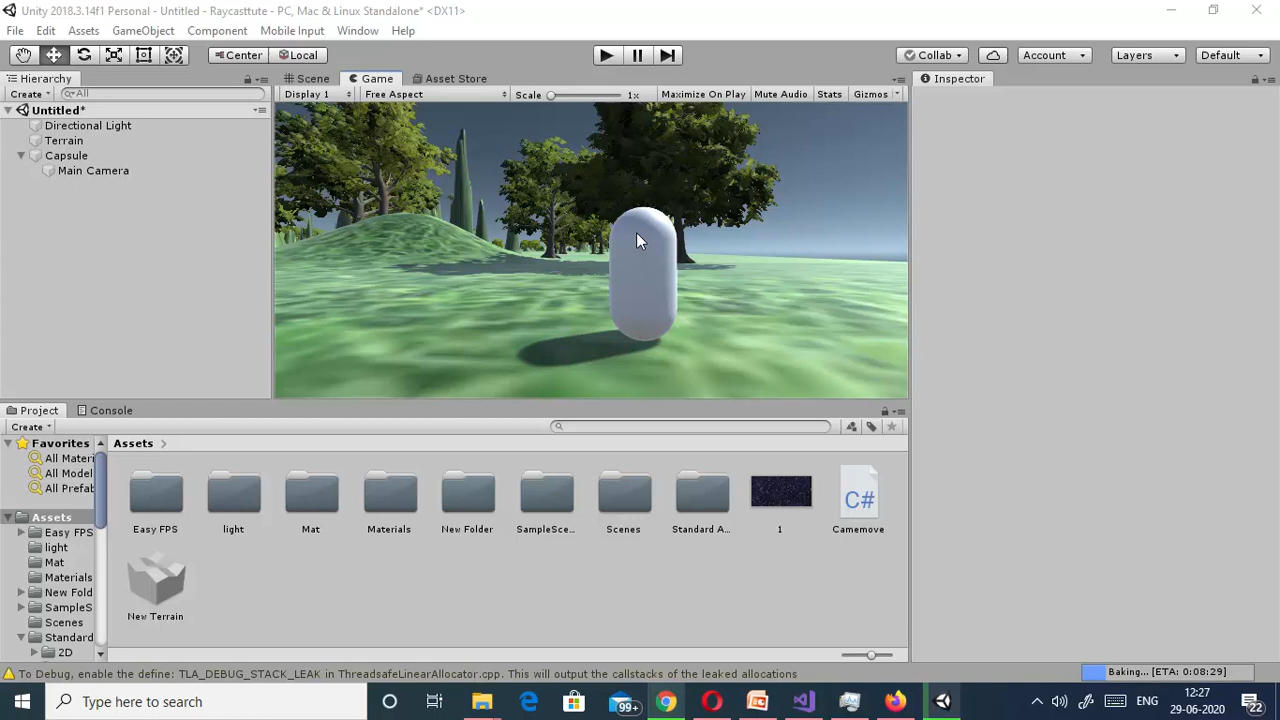 Unity 2018.3.14f1 Personal - Untitled - Raycasttute - PC, Mac & Linux Standalone* <DX11>
File Edit Assets GameObject Component Mobile Input Window Help
Center Local Collab Account Layers Default
Hierarchy Scene Game Asset Store Inspector
Create All Display 1 Free Aspect Scale 1x Maximize On Play Mute Audio Stats Gizmos
Untitled*
Directional Light
Terrain
Capsule
Main Camera
Project Console
Create
Favorites Assets
All Materi
All Model
All Prefab
Assets
Easy FPS
light
Mat
Materials
New Fold
SampleS
Scenes
Standard
2D
Easy FPS light Mat Materials New Folder SampleSce... Scenes Standard A... 1 C# Camemove
New Terrain
To Debug, enable the define: TLA_DEBUG_STACK_LEAK in ThreadsafeLinearAllocator.cpp. This will output the callstacks of the leaked allocations Baking... [ETA: 0:08:29]
Type here to search 99+ ENG 12:27 29-06-2020 22